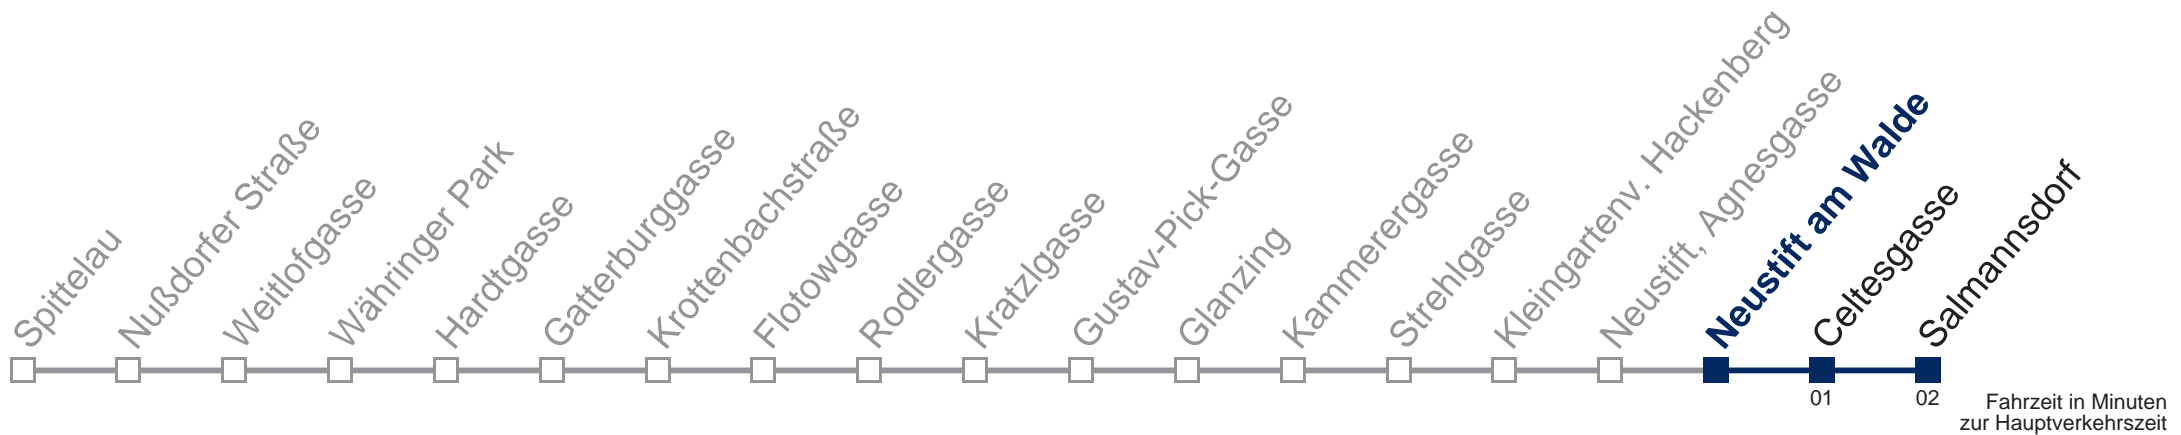 Spittelau
Nußdorfer Straße
Weitlofgasse
Währinger Park
Hardtgasse
Gatterburggasse
Krottenbachstraße
Flotowgasse
Rodlergasse
Kratzlgasse
Gustav-Pick-Gasse
Glanzing
Kammerergasse
Strehlgasse
Kleingartenv. Hackenberg
Neustift, Agnesgasse
Neustift am Walde
Celtesgasse
Salmannsdorf
01
02
Fahrzeit in Minuten
zur Hauptverkehrszeit